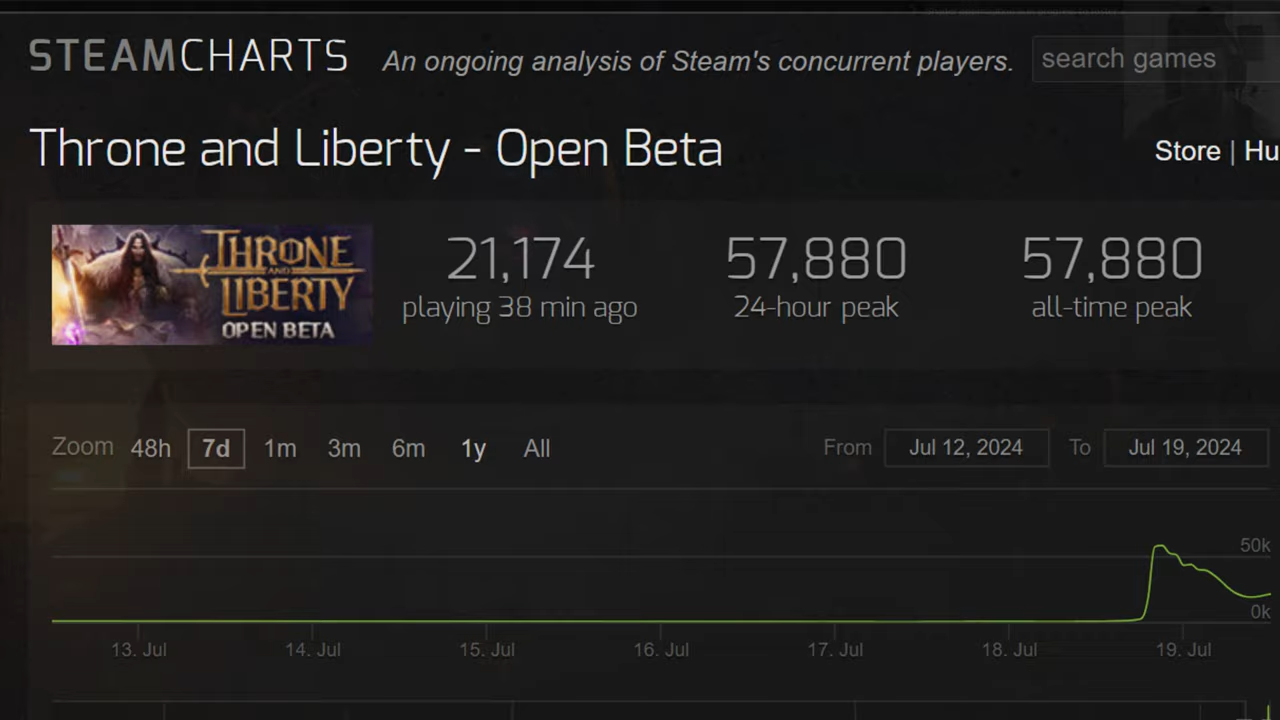 STEAMCHARTS An ongoing analysis of Steam's concurrent players. search games
Throne and Liberty - Open Beta
Store | Hu
THRONE
AND
LIBERTY
OPEN BETA
21,174
playing 38 min ago
57,880
24-hour peak
57,880
all-time peak
Zoom 48h 7d 1m 3m 6m 1y All
From Jul 12, 2024 To Jul 19, 2024
50k
0k
13. Jul 14. Jul 15. Jul 16. Jul 17. Jul 18. Jul 19. Jul